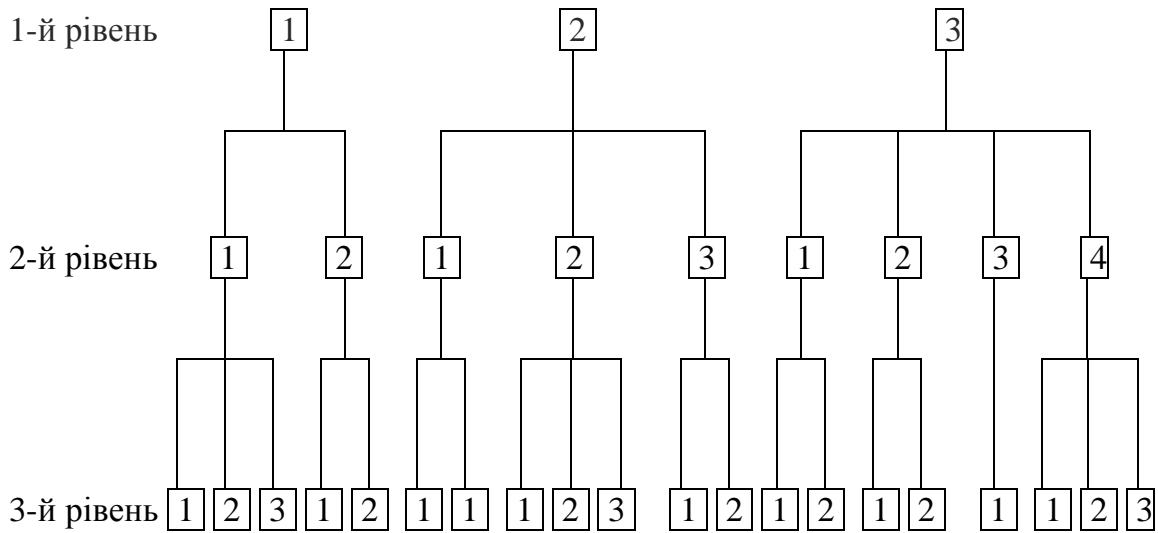 1-й рівень 1 2 3
2-й рівень 1 2 1 2 3 1 2 3 4
3-й рівень 1 2 3 1 2 1 1 1 2 3 1 2 1 2 1 2 1 1 2 3